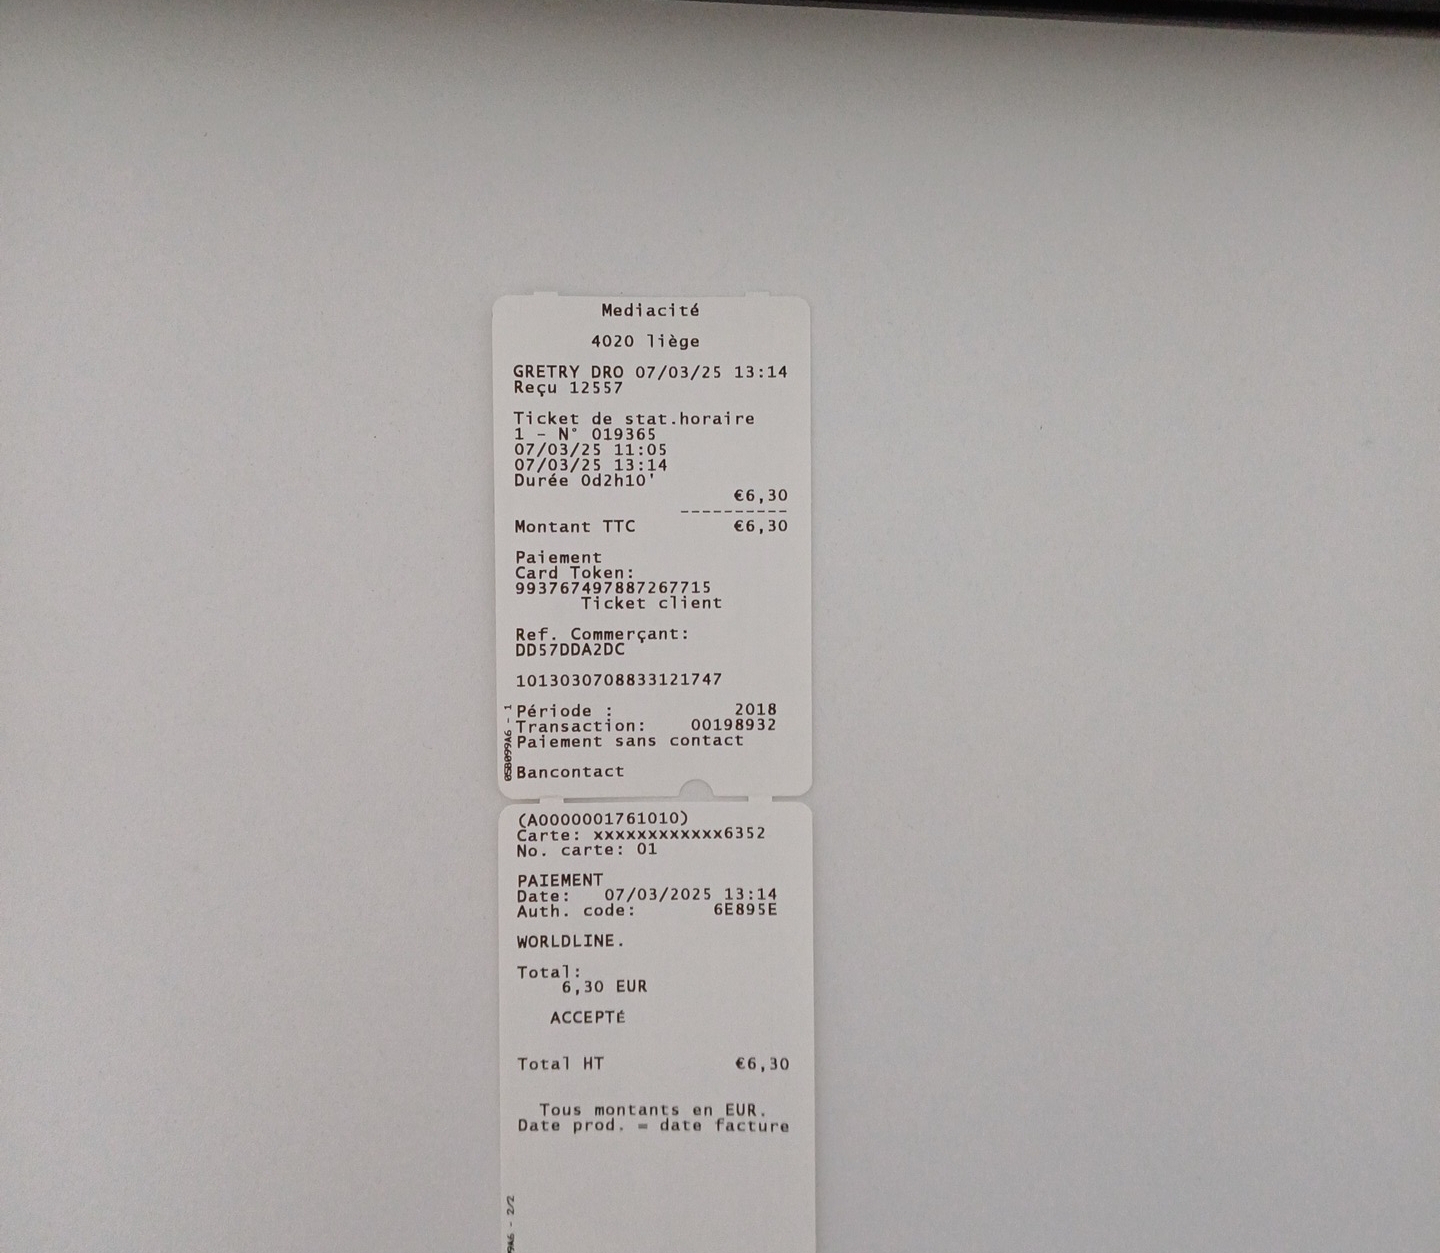 Mediacité
4020 liège
GRETRY DRO 07/03/25 13:14
Reçu 12557
Ticket de stat.horaire
1 - N° 019365
07/03/25 11:05
07/03/25 13:14
Durée 0d2h10'
€6,30
----------
Montant TTC €6,30
Paiement
Card Token:
993767497887267715
Ticket client
Ref. Commerçant:
DD57DDA2DC
1013030708833121747
Période : 2018
Transaction: 00198932
Paiement sans contact
Bancontact
(A0000001761010)
Carte: xxxxxxxxxxxx6352
No. carte: 01
PAIEMENT
Date: 07/03/2025 13:14
Auth. code: 6E895E
WORLDLINE.
Total:
6,30 EUR
ACCEPTÉ
Total HT €6,30
Tous montants en EUR.
Date prod. = date facture